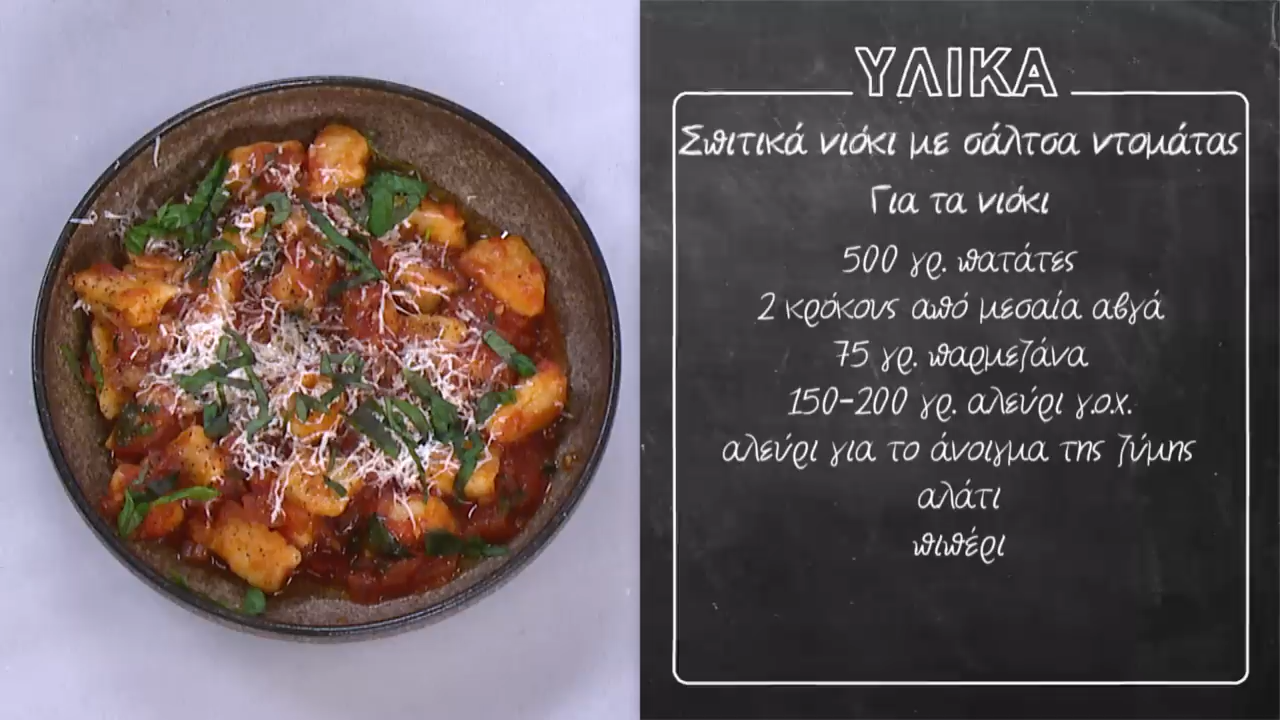 ΥΛΙΚΑ
Σπιτικά νιόκι με σάλτσα ντομάτας
Για τα νιόκι
500 γρ. πατάτες
2 κρόκους από μεσαία αβγά
75 γρ. παρμεζάνα
150-200 γρ. αλεύρι γ.ο.χ.
αλεύρι για το άνοιγμα της ζύμης
αλάτι
πιπέρι